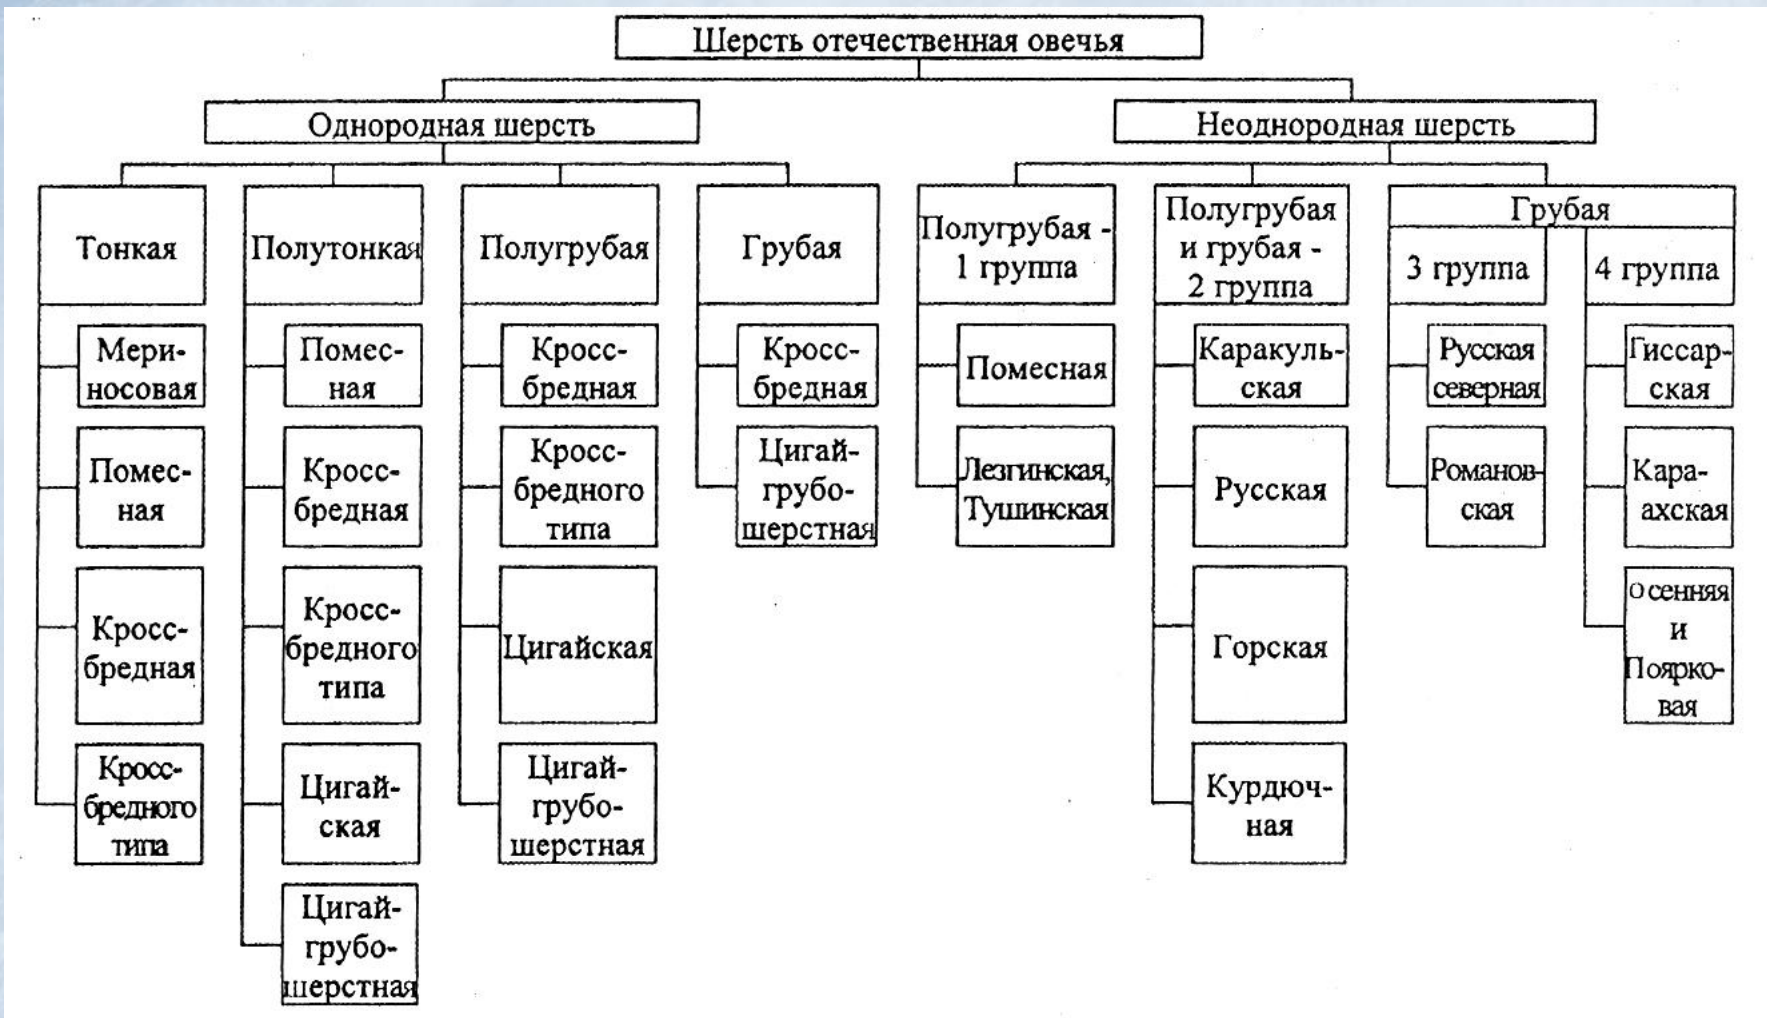 Шерсть отечественная овечья
Однородная шерсть
Неоднородная шерсть
Тонкая
Полутонкая
Полугрубая
Грубая
Полугрубая -
1 группа
Полугрубая
и грубая -
2 группа
Грубая
3 группа
4 группа
Мери-
носовая
Помес-
ная
Кросс-
бредная
Кросс-
бредного
типа
Помес-
ная
Кросс-
бредная
Кросс-
бредного
типа
Цигай-
ская
Цигай-
грубо-
шерстная
Кросс-
бредная
Кросс-
бредного
типа
Цигайская
Цигай-
грубо-
шерстная
Кросс-
бредная
Цигай-
грубо-
шерстная
Помесная
Лезгинская,
Тушинская
Каракуль-
ская
Русская
Горская
Курдюч-
ная
Русская
северная
Романов-
ская
Гиссар-
ская
Кара-
ахская
осенняя
и
Поярко-
вая